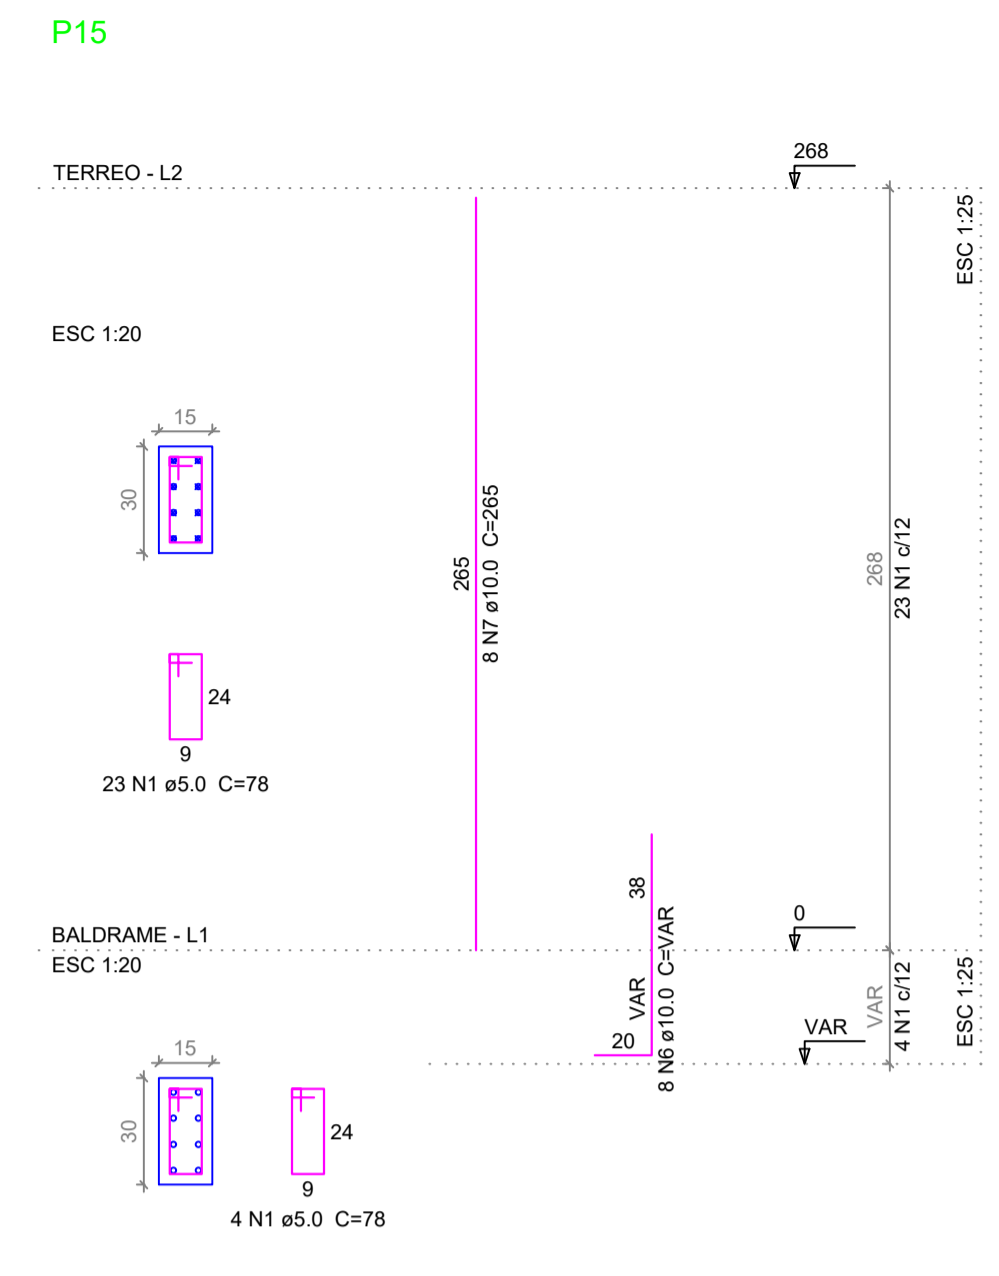 P15
TERREO - L2
268
ESC 1:25
ESC 1:20
15
30
265
8 N7 ø10.0  C=265
268
23 N1 c/12
24
9
23 N1 ø5.0  C=78
38
VAR
20
8 N6 ø10.0  C=VAR
BALDRAME - L1
0
ESC 1:20
VAR
VAR
4 N1 c/12
ESC 1:25
15
30
24
9
4 N1 ø5.0  C=78